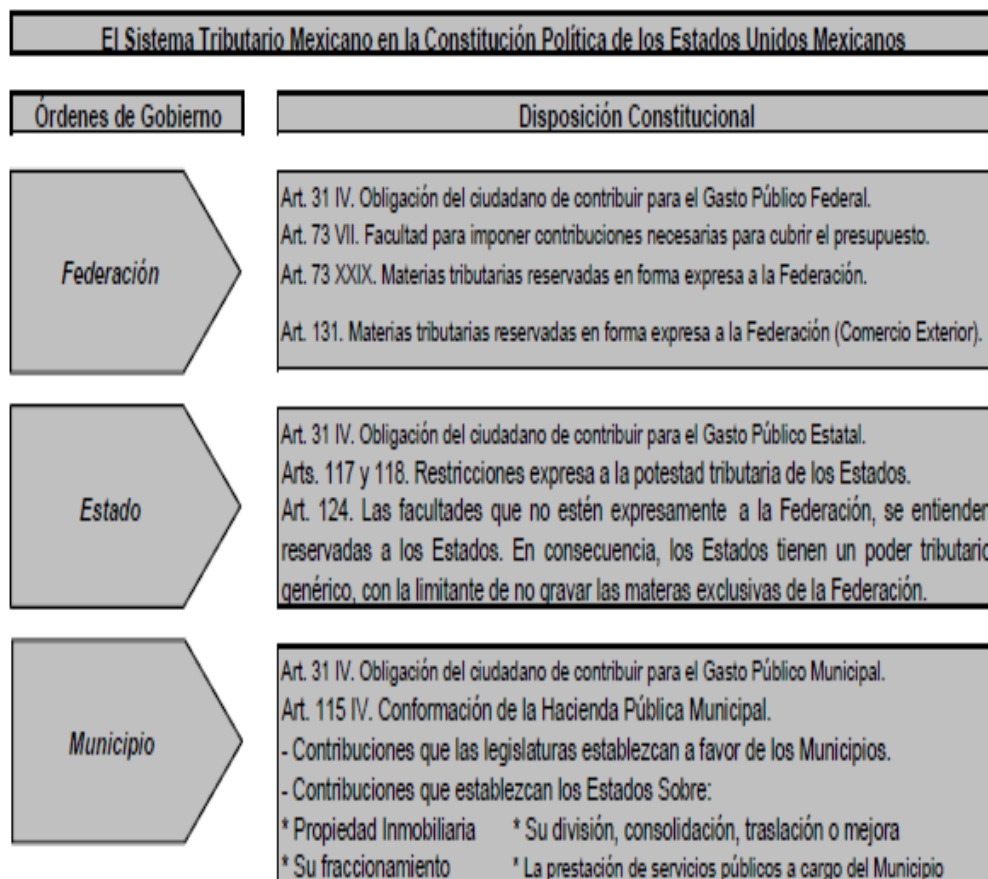 El Sistema Tributario Mexicano en la Constitución Política de los Estados Unidos Mexicanos
Órdenes de Gobierno
Disposición Constitucional
Federación
Art. 31 IV. Obligación del ciudadano de contribuir para el Gasto Público Federal.
Art. 73 VII. Facultad para imponer contribuciones necesarias para cubrir el presupuesto.
Art. 73 XXIX. Materias tributarias reservadas en forma expresa a la Federación.
Art. 131. Materias tributarias reservadas en forma expresa a la Federación (Comercio Exterior).
Estado
Art. 31 IV. Obligación del ciudadano de contribuir para el Gasto Público Estatal.
Arts. 117 y 118. Restricciones expresa a la potestad tributaria de los Estados.
Art. 124. Las facultades que no estén expresamente a la Federación, se entienden
reservadas a los Estados. En consecuencia, los Estados tienen un poder tributario
genérico, con la limitante de no gravar las materas exclusivas de la Federación.
Municipio
Art. 31 IV. Obligación del ciudadano de contribuir para el Gasto Público Municipal.
Art. 115 IV. Conformación de la Hacienda Pública Municipal.
- Contribuciones que las legislaturas establezcan a favor de los Municipios.
- Contribuciones que establezcan los Estados Sobre:
* Propiedad Inmobiliaria * Su división, consolidación, traslación o mejora
* Su fraccionamiento * La prestación de servicios públicos a cargo del Municipio